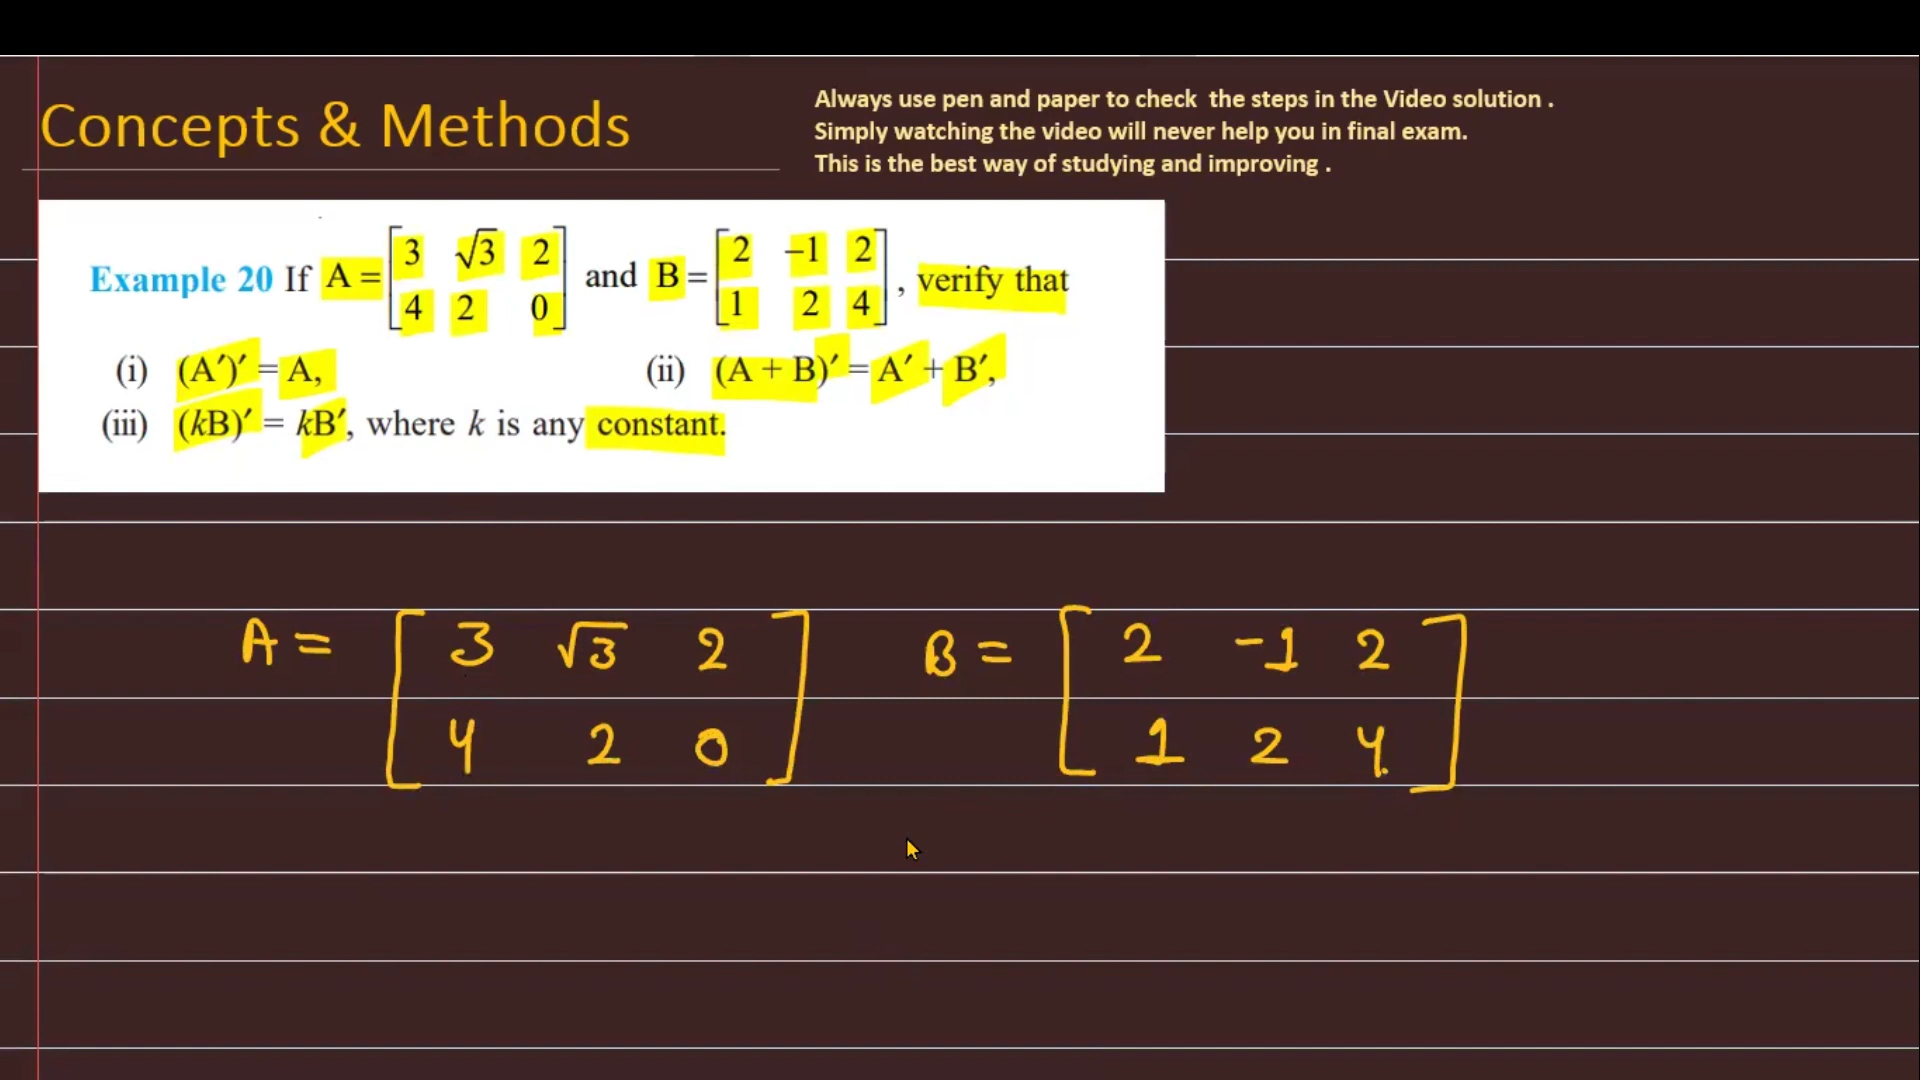 Concepts & Methods
Always use pen and paper to check the steps in the Video solution .
Simply watching the video will never help you in final exam.
This is the best way of studying and improving .
Example 20 If A = [3 √3 2; 4 2 0] and B = [2 −1 2; 1 2 4], verify that
(i) (A′)′ = A, (ii) (A + B)′ = A′ + B′,
(iii) (kB)′ = kB′, where k is any constant.
A = [3 √3 2 B = [2 -1 2
4 2 0] 1 2 4]